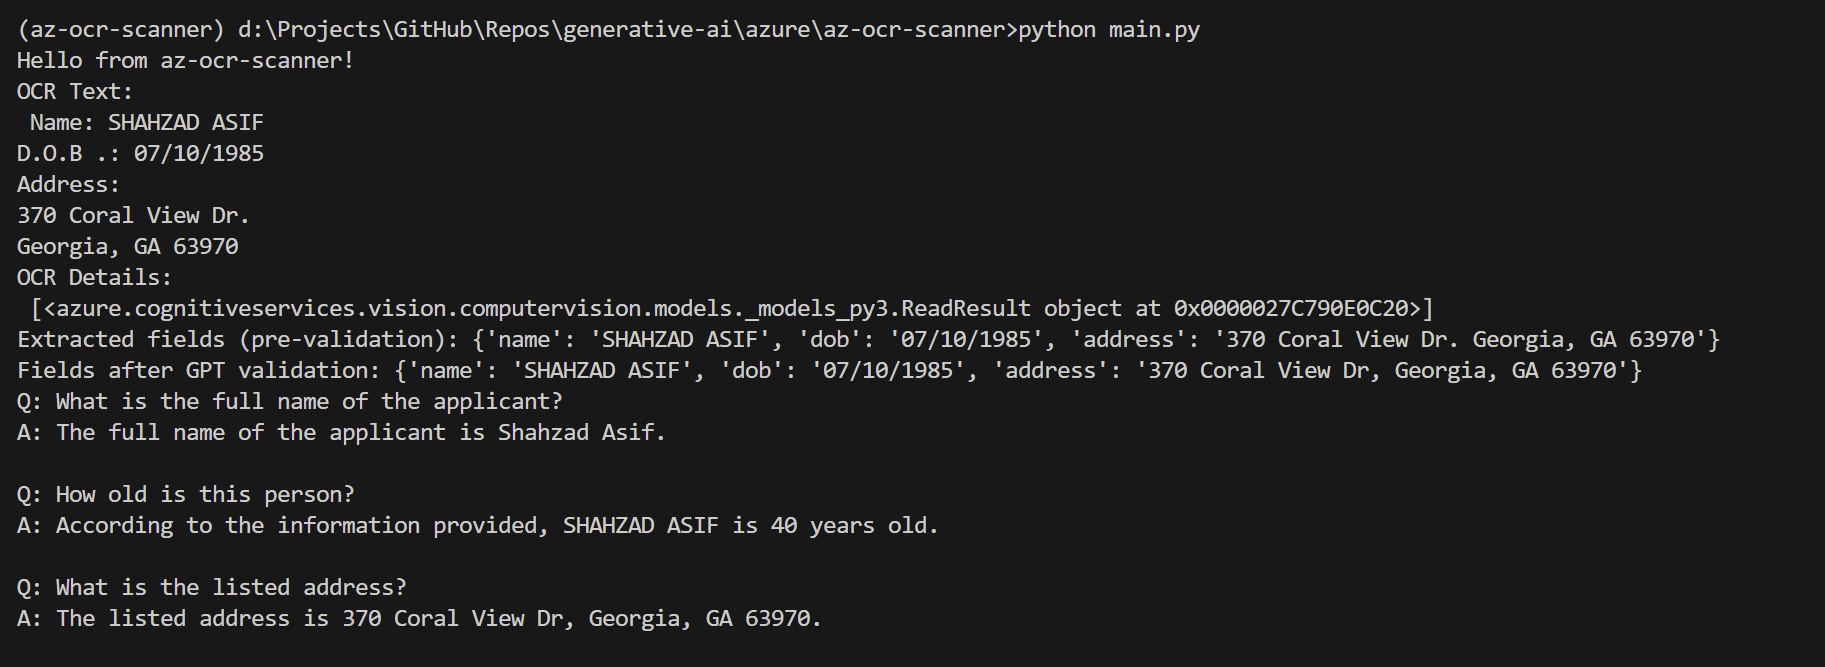 (az-ocr-scanner) d:\Projects\GitHub\Repos\generative-ai\azure\az-ocr-scanner>python main.py
Hello from az-ocr-scanner!
OCR Text:
Name: SHAHZAD ASIF
D.O.B .: 07/10/1985
Address:
370 Coral View Dr.
Georgia, GA 63970
OCR Details:
[<azure.cognitiveservices.vision.computervision.models._models_py3.ReadResult object at 0x0000027C790E0C20>]
Extracted fields (pre-validation): {'name': 'SHAHZAD ASIF', 'dob': '07/10/1985', 'address': '370 Coral View Dr. Georgia, GA 63970'}
Fields after GPT validation: {'name': 'SHAHZAD ASIF', 'dob': '07/10/1985', 'address': '370 Coral View Dr, Georgia, GA 63970'}
Q: What is the full name of the applicant?
A: The full name of the applicant is Shahzad Asif.
Q: How old is this person?
A: According to the information provided, SHAHZAD ASIF is 40 years old.
Q: What is the listed address?
A: The listed address is 370 Coral View Dr, Georgia, GA 63970.